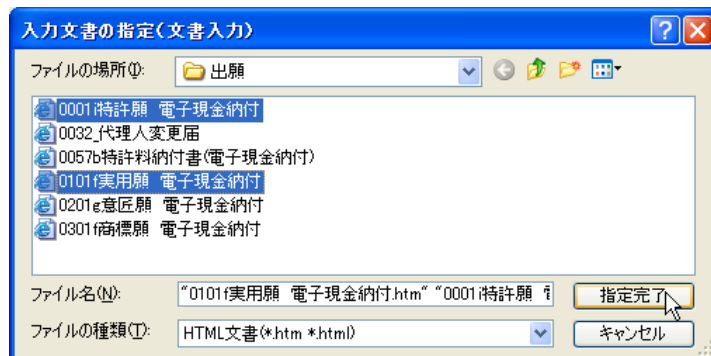 入力文書の指定(文書入力)
ファイルの場所(I):
出願
0001i特許願 電子現金納付
0032_代理人変更届
0057b特許料納付書(電子現金納付)
0101f実用願 電子現金納付
0201g意匠願 電子現金納付
0301f商標願 電子現金納付
ファイル名(N): "0101f実用願 電子現金納付.htm" "0001i特許願 指定完了
ファイルの種類(T): HTML文書(*.htm *.html) キャンセル